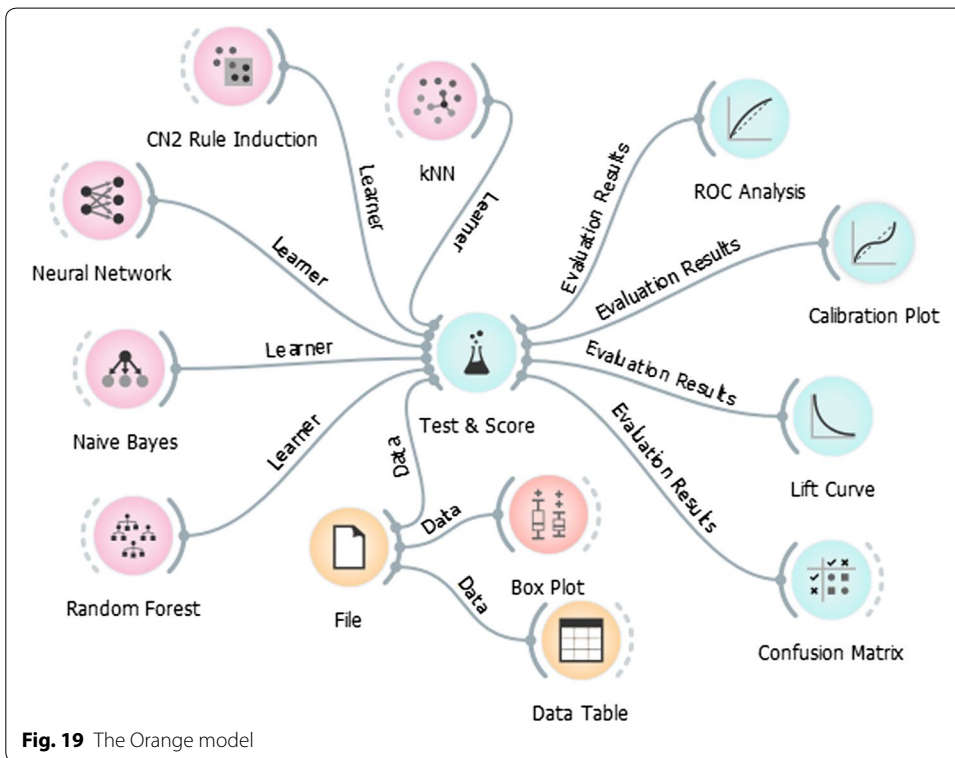 CN2 Rule Induction
kNN
ROC Analysis
Learner
Learner
Evaluation Results
Neural Network
Learner
Evaluation Results
Calibration Plot
Learner
Evaluation Results
Naive Bayes
Test & Score
Lift Curve
Learner
Data
Evaluation Results
Data
Box Plot
Random Forest
File
Data
Confusion Matrix
Data Table
Fig. 19 The Orange model